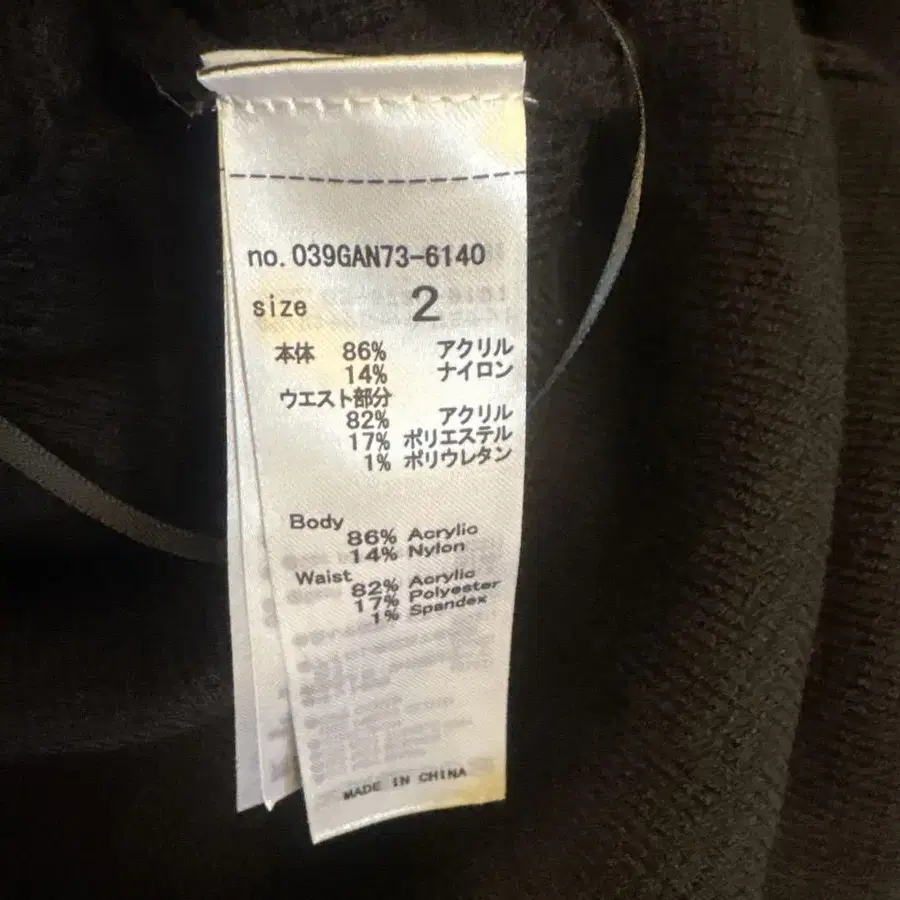 no. 039GAN73-6140
size 2
本体 86% アクリル
14% ナイロン
ウエスト部分
82% アクリル
17% ポリエステル
1% ポリウレタン
Body
86% Acrylic
14% Nylon
Waist
82% Acrylic
17% Polyester
1% Spandex
MADE IN CHINA